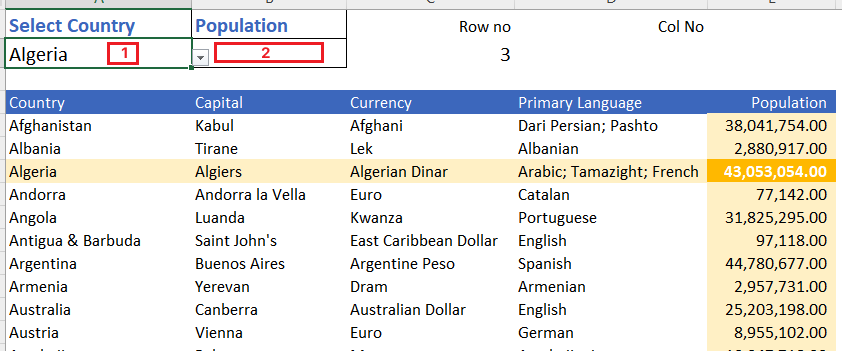 Select Country Population Row no Col No
Algeria 1 2 3
Country Capital Currency Primary Language Population
Afghanistan Kabul Afghani Dari Persian; Pashto 38,041,754.00
Albania Tirane Lek Albanian 2,880,917.00
Algeria Algiers Algerian Dinar Arabic; Tamazight; French 43,053,054.00
Andorra Andorra la Vella Euro Catalan 77,142.00
Angola Luanda Kwanza Portuguese 31,825,295.00
Antigua & Barbuda Saint John's East Caribbean Dollar English 97,118.00
Argentina Buenos Aires Argentine Peso Spanish 44,780,677.00
Armenia Yerevan Dram Armenian 2,957,731.00
Australia Canberra Australian Dollar English 25,203,198.00
Austria Vienna Euro German 8,955,102.00